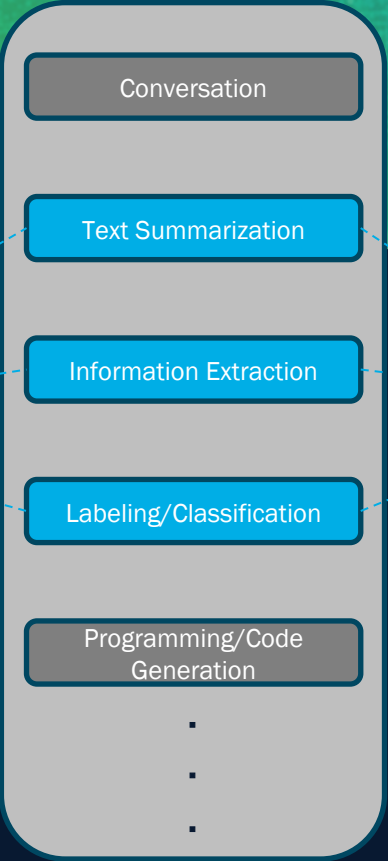 Conversation
Text Summarization
Information Extraction
Labeling/Classification
Programming/Code
Generation
.
.
.